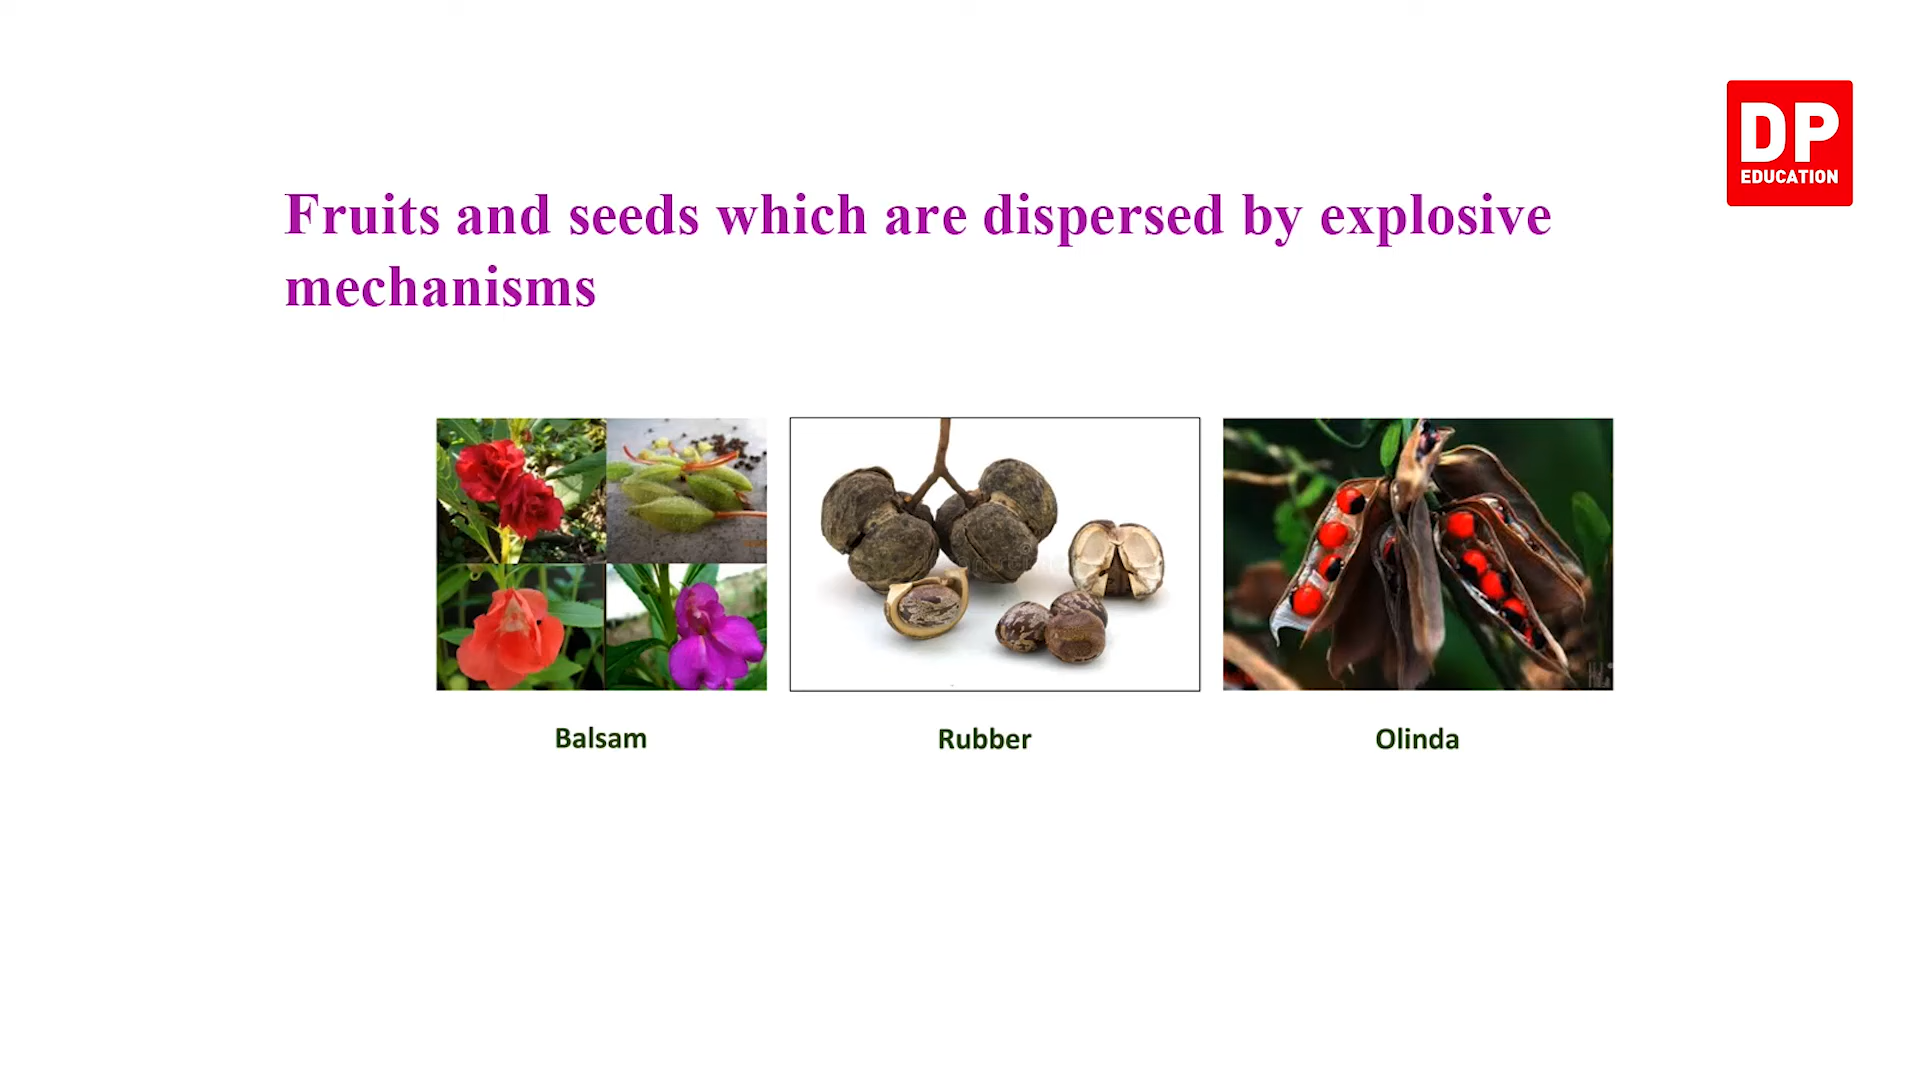 DP
EDUCATION
Fruits and seeds which are dispersed by explosive
mechanisms
Balsam
Rubber
Olinda